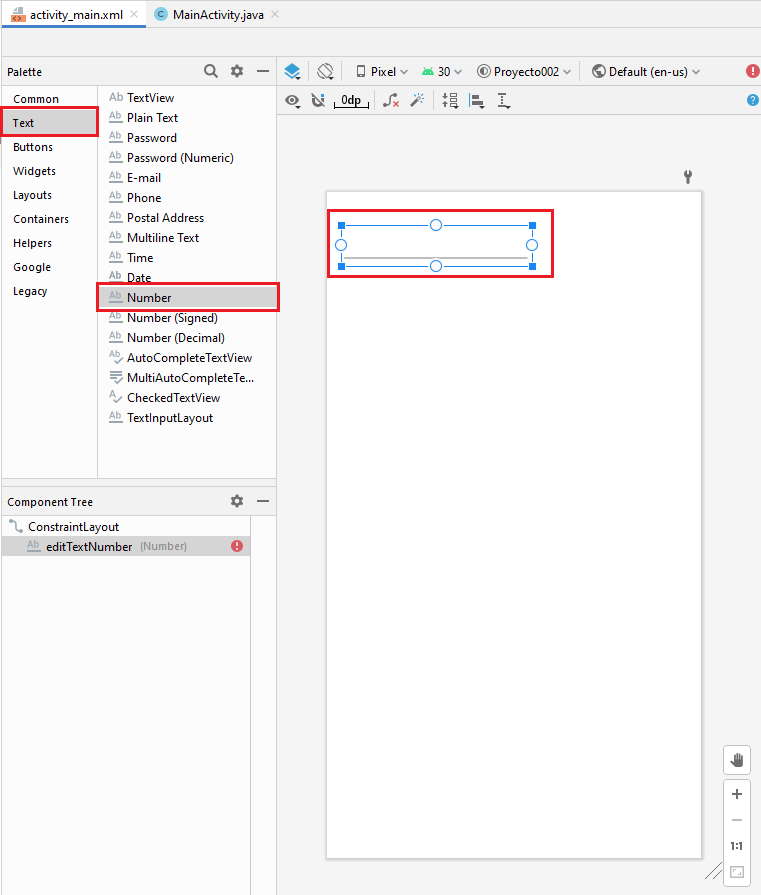 activity_main.xml MainActivity.java
Palette
Pixel 30 Proyecto002 Default (en-us)
0dp
Common
Text
Buttons
Widgets
Layouts
Containers
Helpers
Google
Legacy
Ab TextView
Ab Plain Text
Ab Password
Ab Password (Numeric)
Ab E-mail
Ab Phone
Ab Postal Address
Ab Multiline Text
Ab Time
Ab Date
Ab Number
Ab Number (Signed)
Ab Number (Decimal)
Ab AutoCompleteTextView
MultiAutoCompleteTe...
A CheckedTextView
Ab TextInputLayout
Component Tree
ConstraintLayout
Ab editTextNumber (Number)
1:1